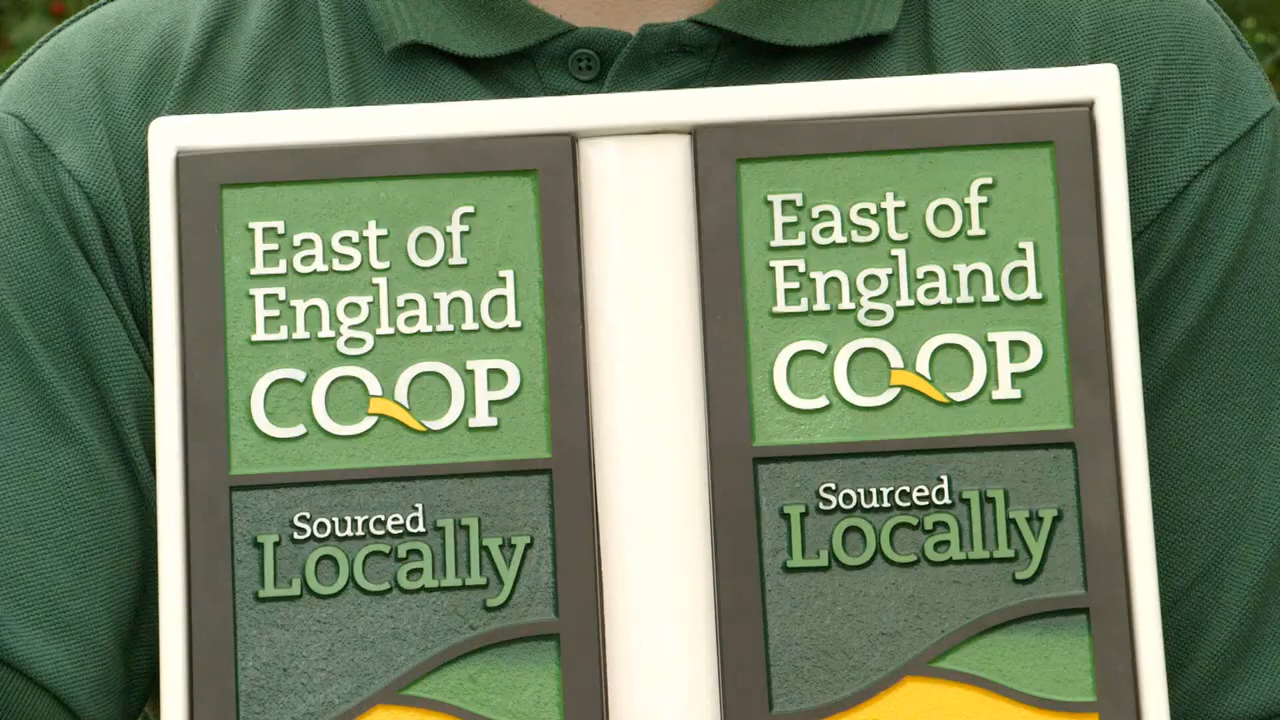 East of
England
COOP
Sourced
Locally
East of
England
COOP
Sourced
Locally